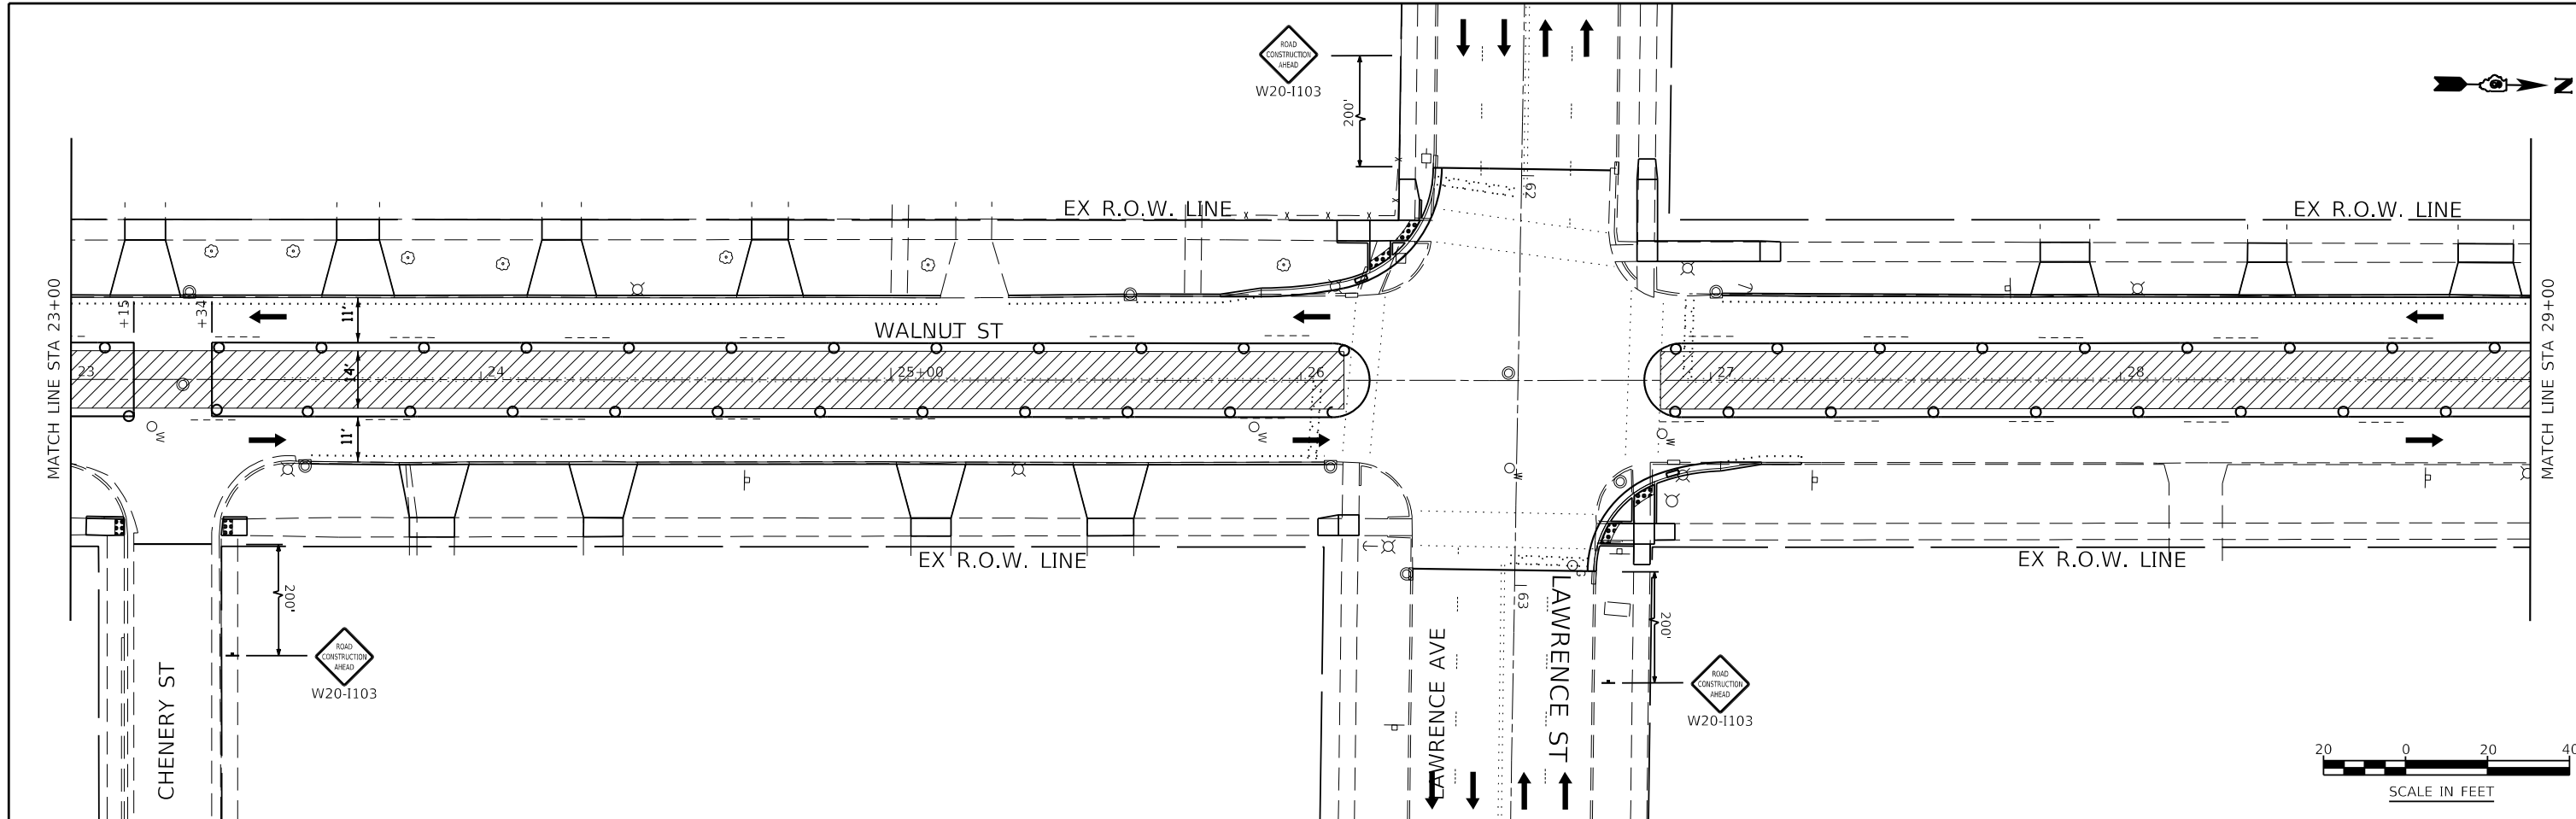 ROAD
CONSTRUCTION
AHEAD
W20-I103
200'
N
62
EX R.O.W. LINE
EX R.O.W. LINE
MATCH LINE STA 23+00
+15
+34
11'
WALNUT ST
MATCH LINE STA 29+00
23
14'
24
25+00
26
27
28
11'
W
W
W
W
EX R.O.W. LINE
EX R.O.W. LINE
200'
63
G
200'
ROAD
CONSTRUCTION
AHEAD
W20-I103
CHENERY ST
LAWRENCE AVE
LAWRENCE ST
ROAD
CONSTRUCTION
AHEAD
W20-I103
20 0 20 40
SCALE IN FEET